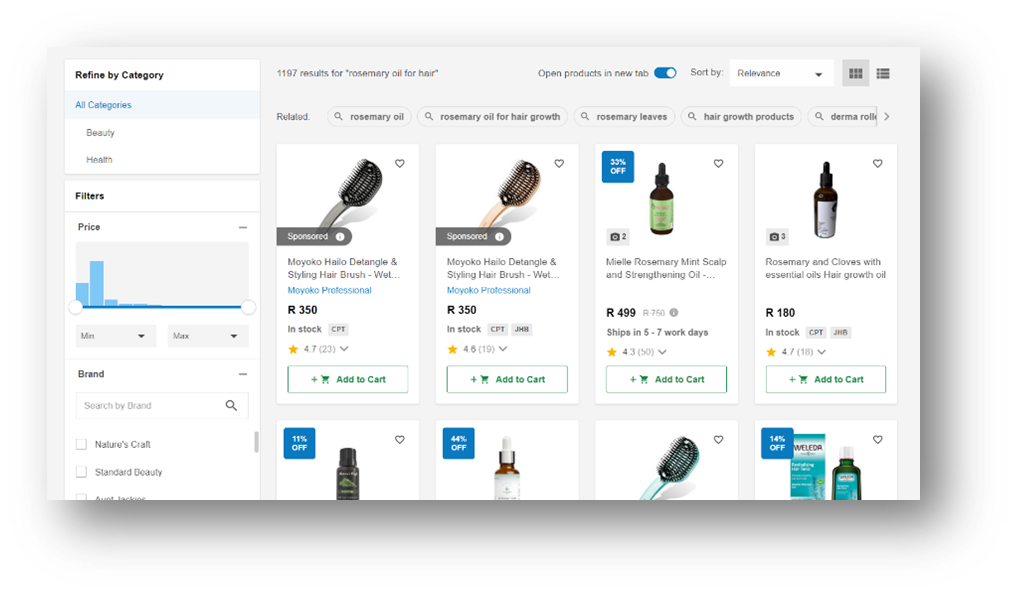 Refine by Category
All Categories
Beauty
Health
Filters
Price
Min
Max
Brand
Search by Brand
Nature's Craft
Standard Beauty
Aunt Jackies
1197 results for "rosemary oil for hair"
Open products in new tab
Sort by:
Relevance
Related:
rosemary oil
rosemary oil for hair growth
rosemary leaves
hair growth products
derma rolle
Sponsored
Moyoko Hailo Detangle &
Styling Hair Brush - Wet...
Moyoko Professional
R 350
In stock CPT
4.7 (23)
+ Add to Cart
Sponsored
Moyoko Hailo Detangle &
Styling Hair Brush - Wet...
Moyoko Professional
R 350
In stock CPT JHB
4.6 (19)
+ Add to Cart
33%
OFF
2
Mielle Rosemary Mint Scalp
and Strengthening Oil -...
R 499 R 750
Ships in 5 - 7 work days
4.3 (50)
+ Add to Cart
3
Rosemary and Cloves with
essential oils Hair growth oil
R 180
In stock CPT JHB
4.7 (18)
+ Add to Cart
11%
OFF
44%
OFF
14%
OFF
WELEDA